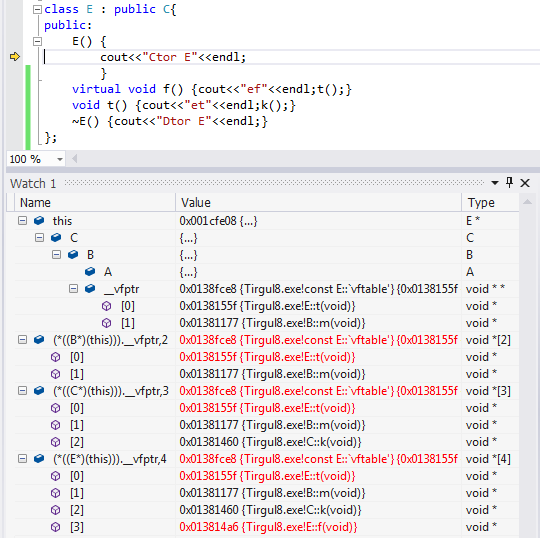 class E : public C{
public:
E() {
cout<<"Ctor E"<<endl;
}
virtual void f() {cout<<"ef"<<endl;t();}
void t() {cout<<"et"<<endl;k();}
~E() {cout<<"Dtor E"<<endl;}
};
100 %
Watch 1
Name Value Type
this 0x001cfe08 {...} E *
C {...} C
B {...} B
A {...} A
__vfptr 0x0138fce8 {Tirgul8.exe!const E::`vftable'} {0x0138155f void * *
[0] 0x0138155f {Tirgul8.exe!E::t(void)} void *
[1] 0x01381177 {Tirgul8.exe!B::m(void)} void *
(*((B*)(this))).__vfptr,2 0x0138fce8 {Tirgul8.exe!const E::`vftable'} {0x0138155f void *[2]
[0] 0x0138155f {Tirgul8.exe!E::t(void)} void *
[1] 0x01381177 {Tirgul8.exe!B::m(void)} void *
(*((C*)(this))).__vfptr,3 0x0138fce8 {Tirgul8.exe!const E::`vftable'} {0x0138155f void *[3]
[0] 0x0138155f {Tirgul8.exe!E::t(void)} void *
[1] 0x01381177 {Tirgul8.exe!B::m(void)} void *
[2] 0x01381460 {Tirgul8.exe!C::k(void)} void *
(*((E*)(this))).__vfptr,4 0x0138fce8 {Tirgul8.exe!const E::`vftable'} {0x0138155f void *[4]
[0] 0x0138155f {Tirgul8.exe!E::t(void)} void *
[1] 0x01381177 {Tirgul8.exe!B::m(void)} void *
[2] 0x01381460 {Tirgul8.exe!C::k(void)} void *
[3] 0x013814a6 {Tirgul8.exe!E::f(void)} void *